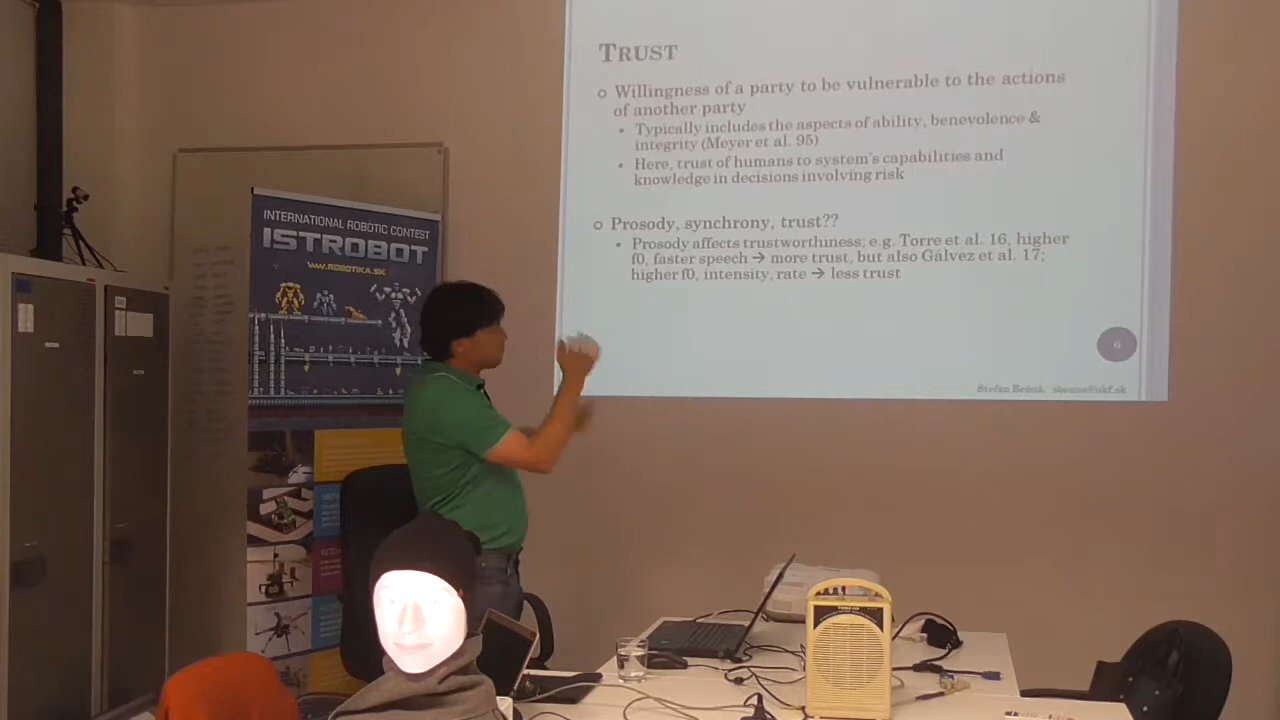 TRUST
Willingness of a party to be vulnerable to the actions
of another party
Typically includes the aspects of ability, benevolence &
integrity (Meyer et al. 95)
Here, trust of humans to system's capabilities and
knowledge in decisions involving risk
Prosody, synchrony, trust??
Prosody affects trustworthiness; e.g. Torre et al. 16, higher
f0, faster speech → more trust, but also Gálvez et al. 17;
higher f0, intensity, rate → less trust
6
INTERNATIONAL ROBOTIC CONTEST
ISTROBOT
WWW.ROBOTIKA.SK